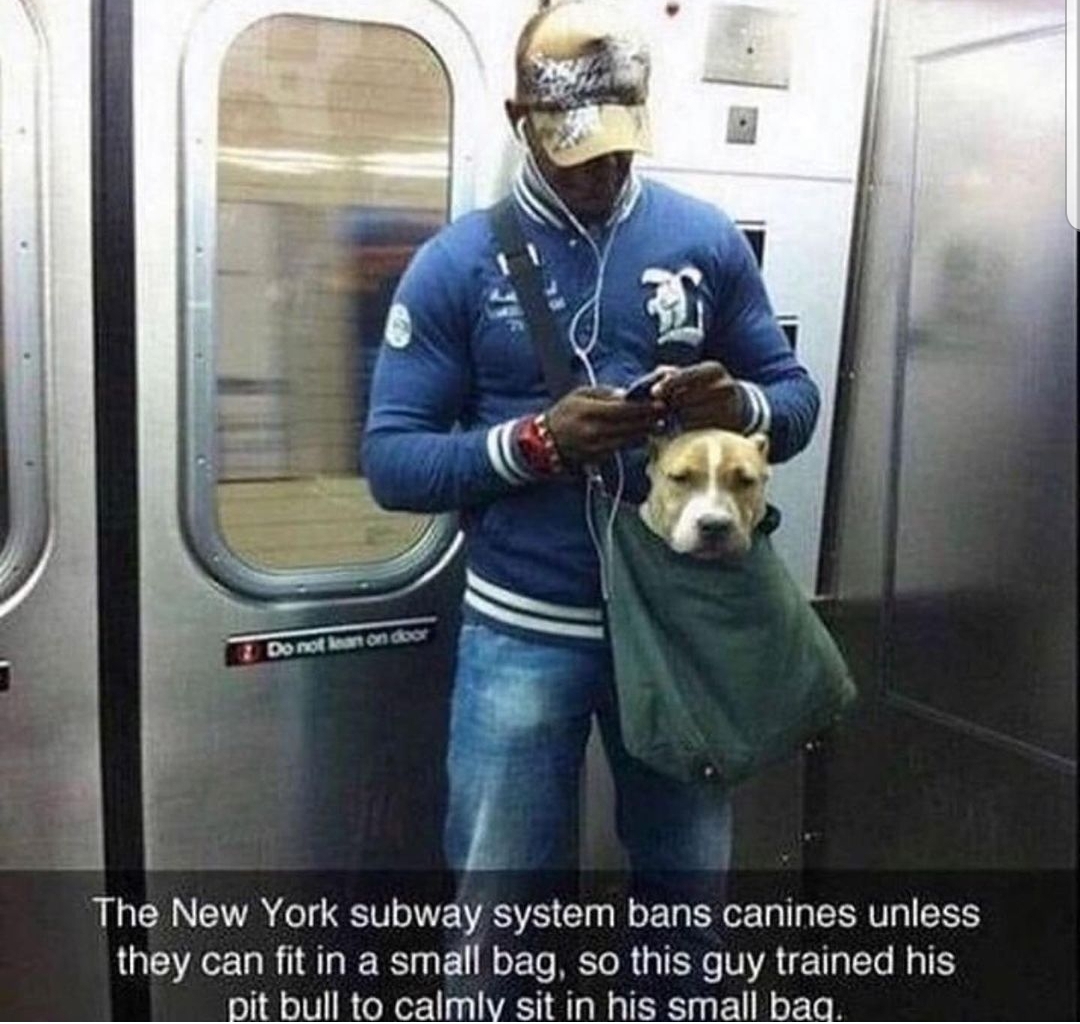 Do not lean on door
The New York subway system bans canines unless
they can fit in a small bag, so this guy trained his
pit bull to calmly sit in his small bag.